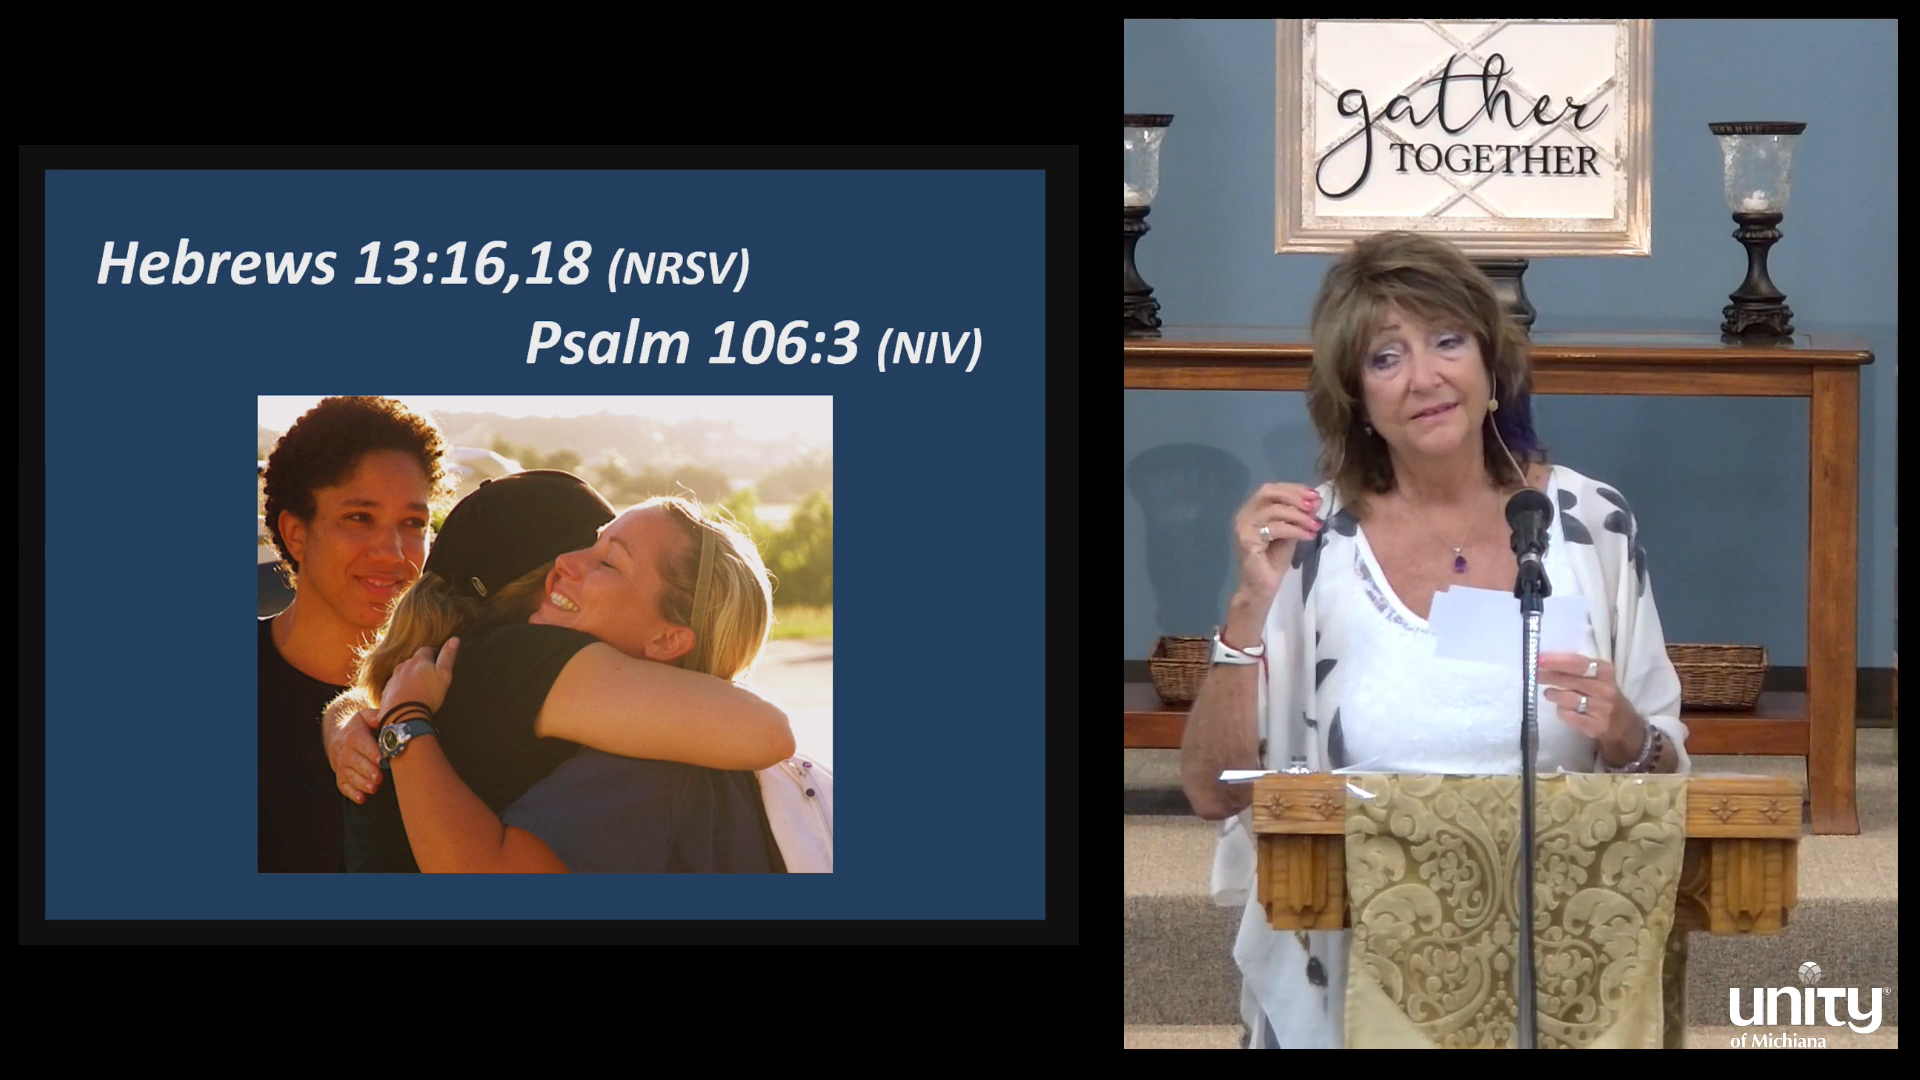 Hebrews 13:16,18 (NRSV)
Psalm 106:3 (NIV)
gather
TOGETHER
unity®
of Michiana